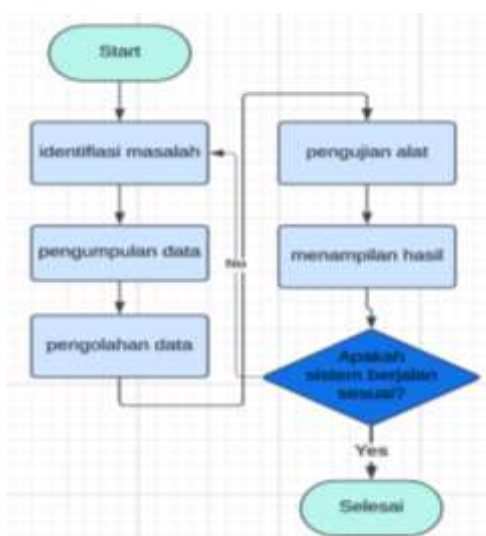 Start
identifiasi masalah
pengumpulan data
pengolahan data
pengujian alat
menampilan hasil
Apakah
sistem berjalan
sesuai?
No
Yes
Selesai